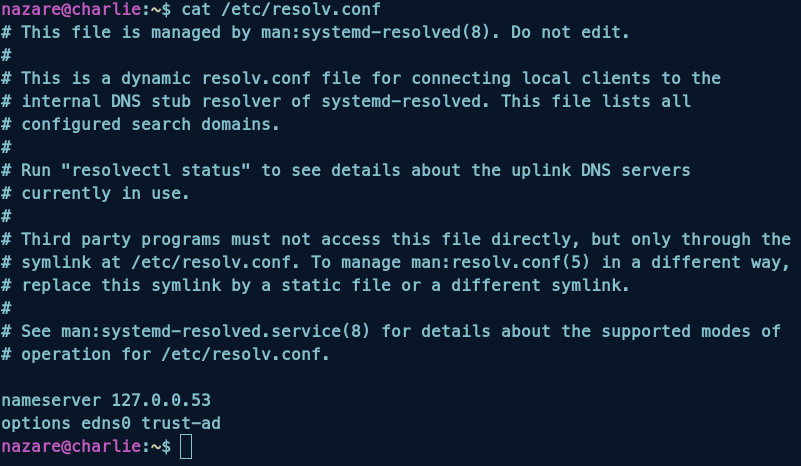 nazare@charlie:~$ cat /etc/resolv.conf
# This file is managed by man:systemd-resolved(8). Do not edit.
#
# This is a dynamic resolv.conf file for connecting local clients to the
# internal DNS stub resolver of systemd-resolved. This file lists all
# configured search domains.
#
# Run "resolvectl status" to see details about the uplink DNS servers
# currently in use.
#
# Third party programs must not access this file directly, but only through the
# symlink at /etc/resolv.conf. To manage man:resolv.conf(5) in a different way,
# replace this symlink by a static file or a different symlink.
#
# See man:systemd-resolved.service(8) for details about the supported modes of
# operation for /etc/resolv.conf.

nameserver 127.0.0.53
options edns0 trust-ad
nazare@charlie:~$